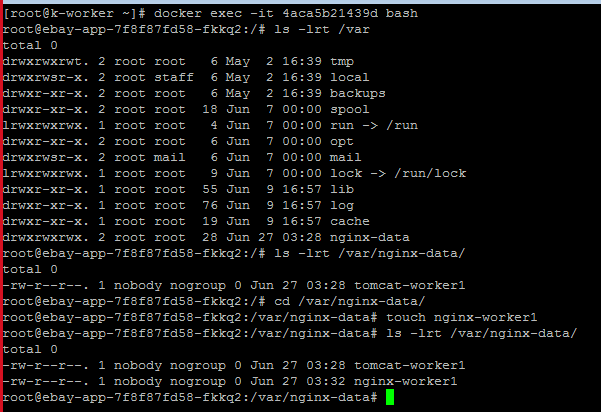 [root@k-worker ~]# docker exec -it 4aca5b21439d bash
root@ebay-app-7f8f87fd58-fkkq2:/# ls -lrt /var
total 0
drwxrwxrwt. 2 root root   6 May  2 16:39 tmp
drwxrwsr-x. 2 root staff  6 May  2 16:39 local
drwxr-xr-x. 2 root root   6 May  2 16:39 backups
drwxr-xr-x. 2 root root  18 Jun  7 00:00 spool
lrwxrwxrwx. 1 root root   4 Jun  7 00:00 run -> /run
drwxr-xr-x. 2 root root   6 Jun  7 00:00 opt
drwxrwsr-x. 2 root mail   6 Jun  7 00:00 mail
lrwxrwxrwx. 1 root root   9 Jun  7 00:00 lock -> /run/lock
drwxr-xr-x. 1 root root  55 Jun  9 16:57 lib
drwxr-xr-x. 1 root root  76 Jun  9 16:57 log
drwxr-xr-x. 1 root root  19 Jun  9 16:57 cache
drwxrwxrwx. 2 root root  28 Jun 27 03:28 nginx-data
root@ebay-app-7f8f87fd58-fkkq2:/# ls -lrt /var/nginx-data/
total 0
-rw-r--r--. 1 nobody nogroup 0 Jun 27 03:28 tomcat-worker1
root@ebay-app-7f8f87fd58-fkkq2:/# cd /var/nginx-data/
root@ebay-app-7f8f87fd58-fkkq2:/var/nginx-data# touch nginx-worker1
root@ebay-app-7f8f87fd58-fkkq2:/var/nginx-data# ls -lrt /var/nginx-data/
total 0
-rw-r--r--. 1 nobody nogroup 0 Jun 27 03:28 tomcat-worker1
-rw-r--r--. 1 nobody nogroup 0 Jun 27 03:32 nginx-worker1
root@ebay-app-7f8f87fd58-fkkq2:/var/nginx-data#